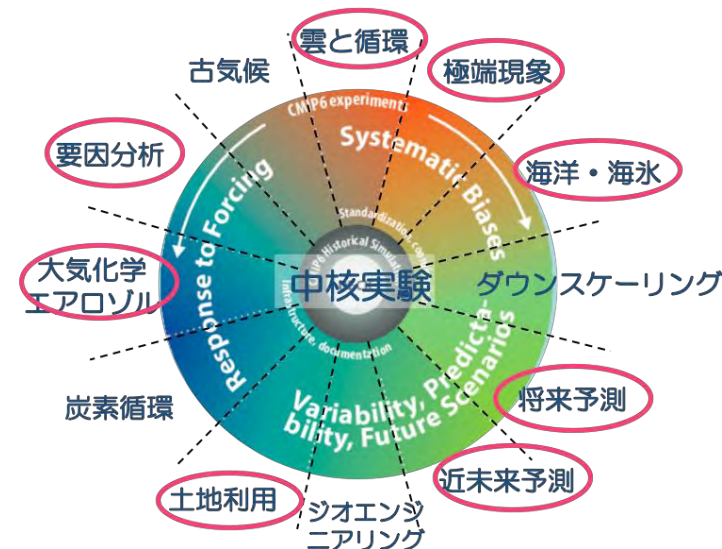 雲と循環
極端現象
古気候
CMIP6 experiments
要因分析
Systematic Biases
海洋・海氷
Response to Forcing
Standardization,
Historical
大気化学
エアロゾル
中核実験
ダウンスケーリング
infrastructure, documentation
Variability, Predicta-
bility, Future Scenarios
将来予測
炭素循環
近未来予測
土地利用
ジオエンジ
ニアリング